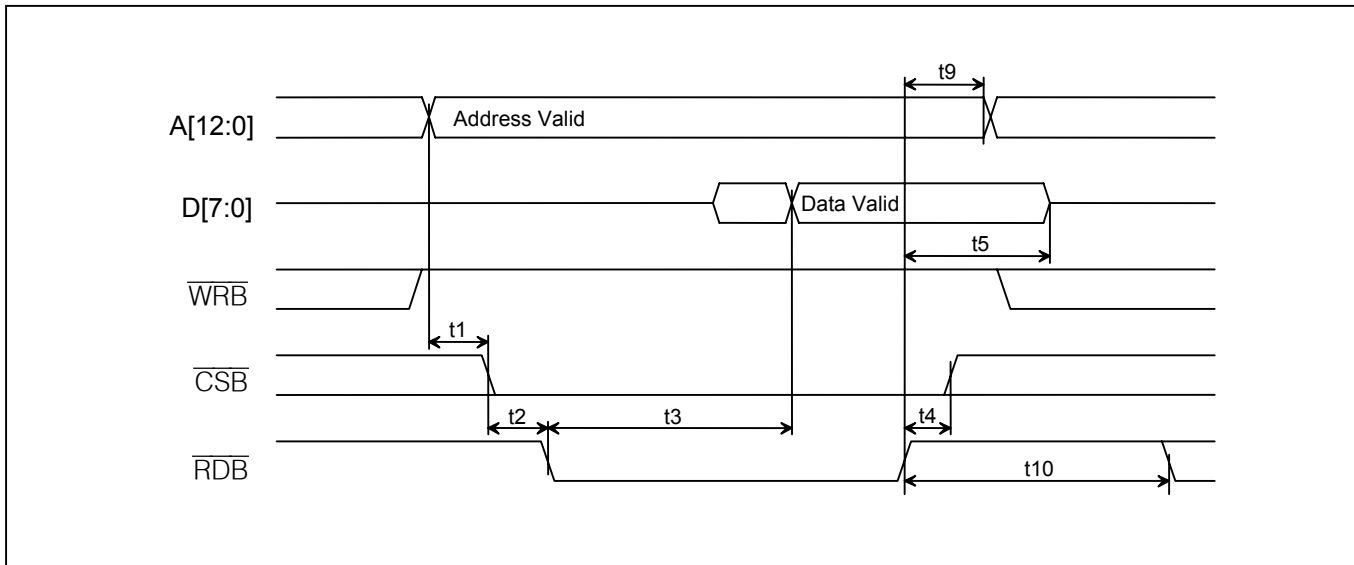 t9
A[12:0]
Address Valid
D[7:0]
Data Valid
t5
WRB
t1
CSB
t2
t3
t4
RDB
t10